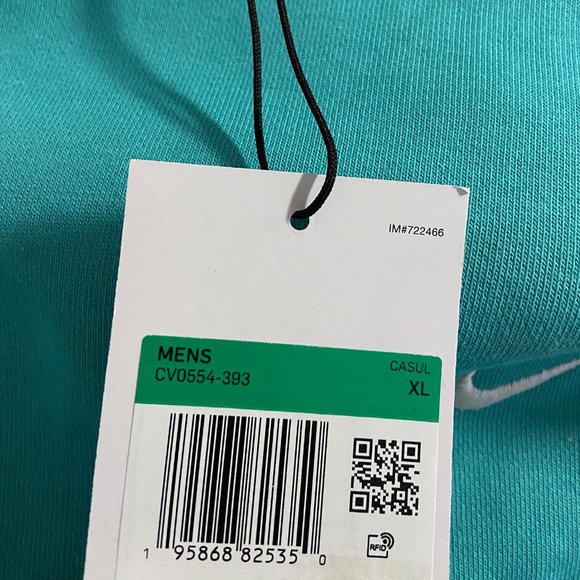 IM#722466
MENS
CV0554-393
CASUL
XL
1 95868 82535 0
RFID